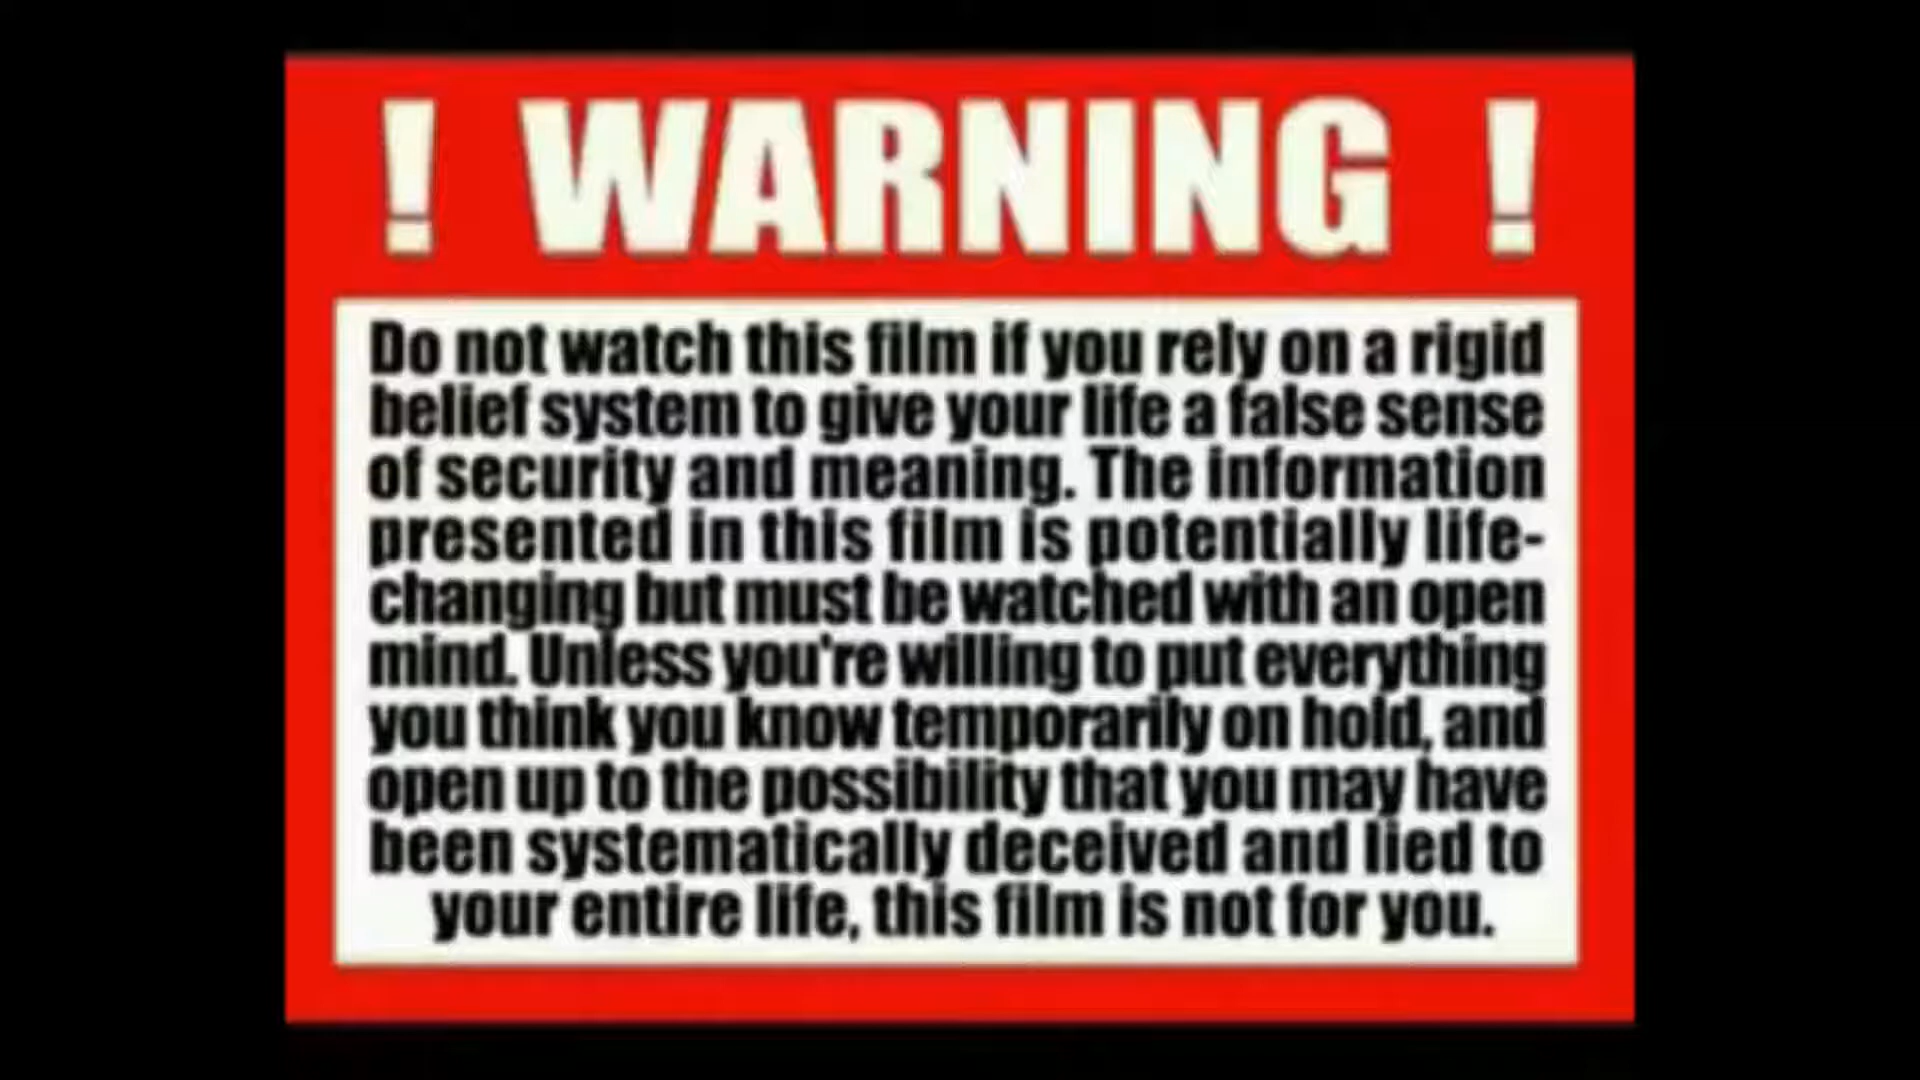 ! WARNING !
Do not watch this film if you rely on a rigid
belief system to give your life a false sense
of security and meaning. The information
presented in this film is potentially life-
changing but must be watched with an open
mind. Unless you're willing to put everything
you think you know temporarily on hold, and
open up to the possibility that you may have
been systematically deceived and lied to
your entire life, this film is not for you.